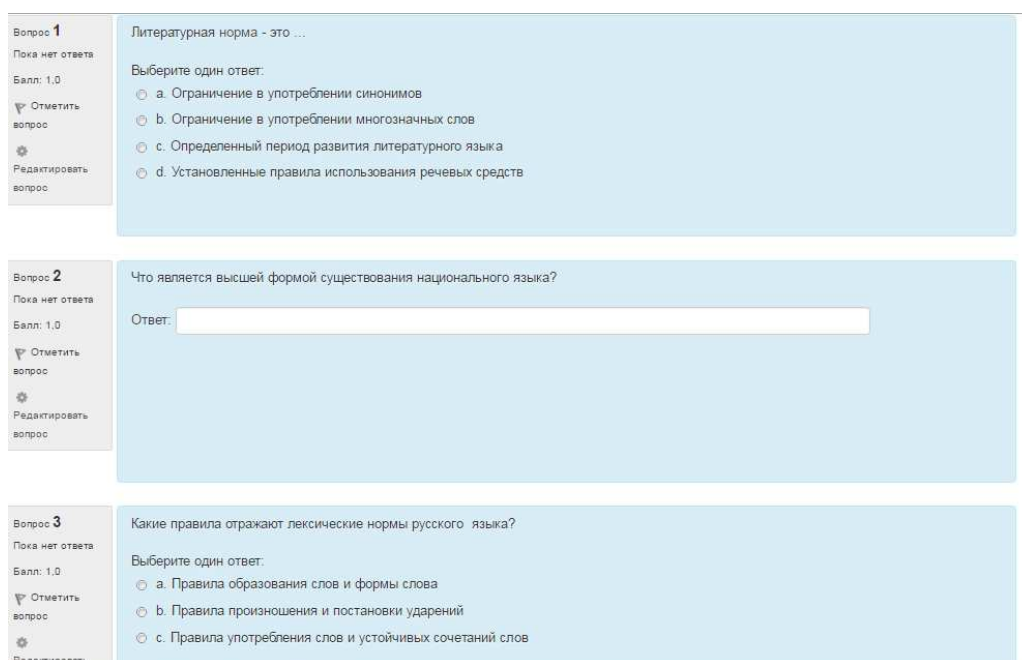 Вопрос 1
Пока нет ответа
Балл: 1,0
Отметить
вопрос
Редактировать
вопрос
Литературная норма - это ...
Выберите один ответ:
a. Ограничение в употреблении синонимов
b. Ограничение в употреблении многозначных слов
c. Определенный период развития литературного языка
d. Установленные правила использования речевых средств
Вопрос 2
Пока нет ответа
Балл: 1,0
Отметить
вопрос
Редактировать
вопрос
Что является высшей формой существования национального языка?
Ответ:
Вопрос 3
Пока нет ответа
Балл: 1,0
Отметить
вопрос
Редактировать
Какие правила отражают лексические нормы русского языка?
Выберите один ответ:
a. Правила образования слов и формы слова
b. Правила произношения и постановки ударений
c. Правила употребления слов и устойчивых сочетаний слов